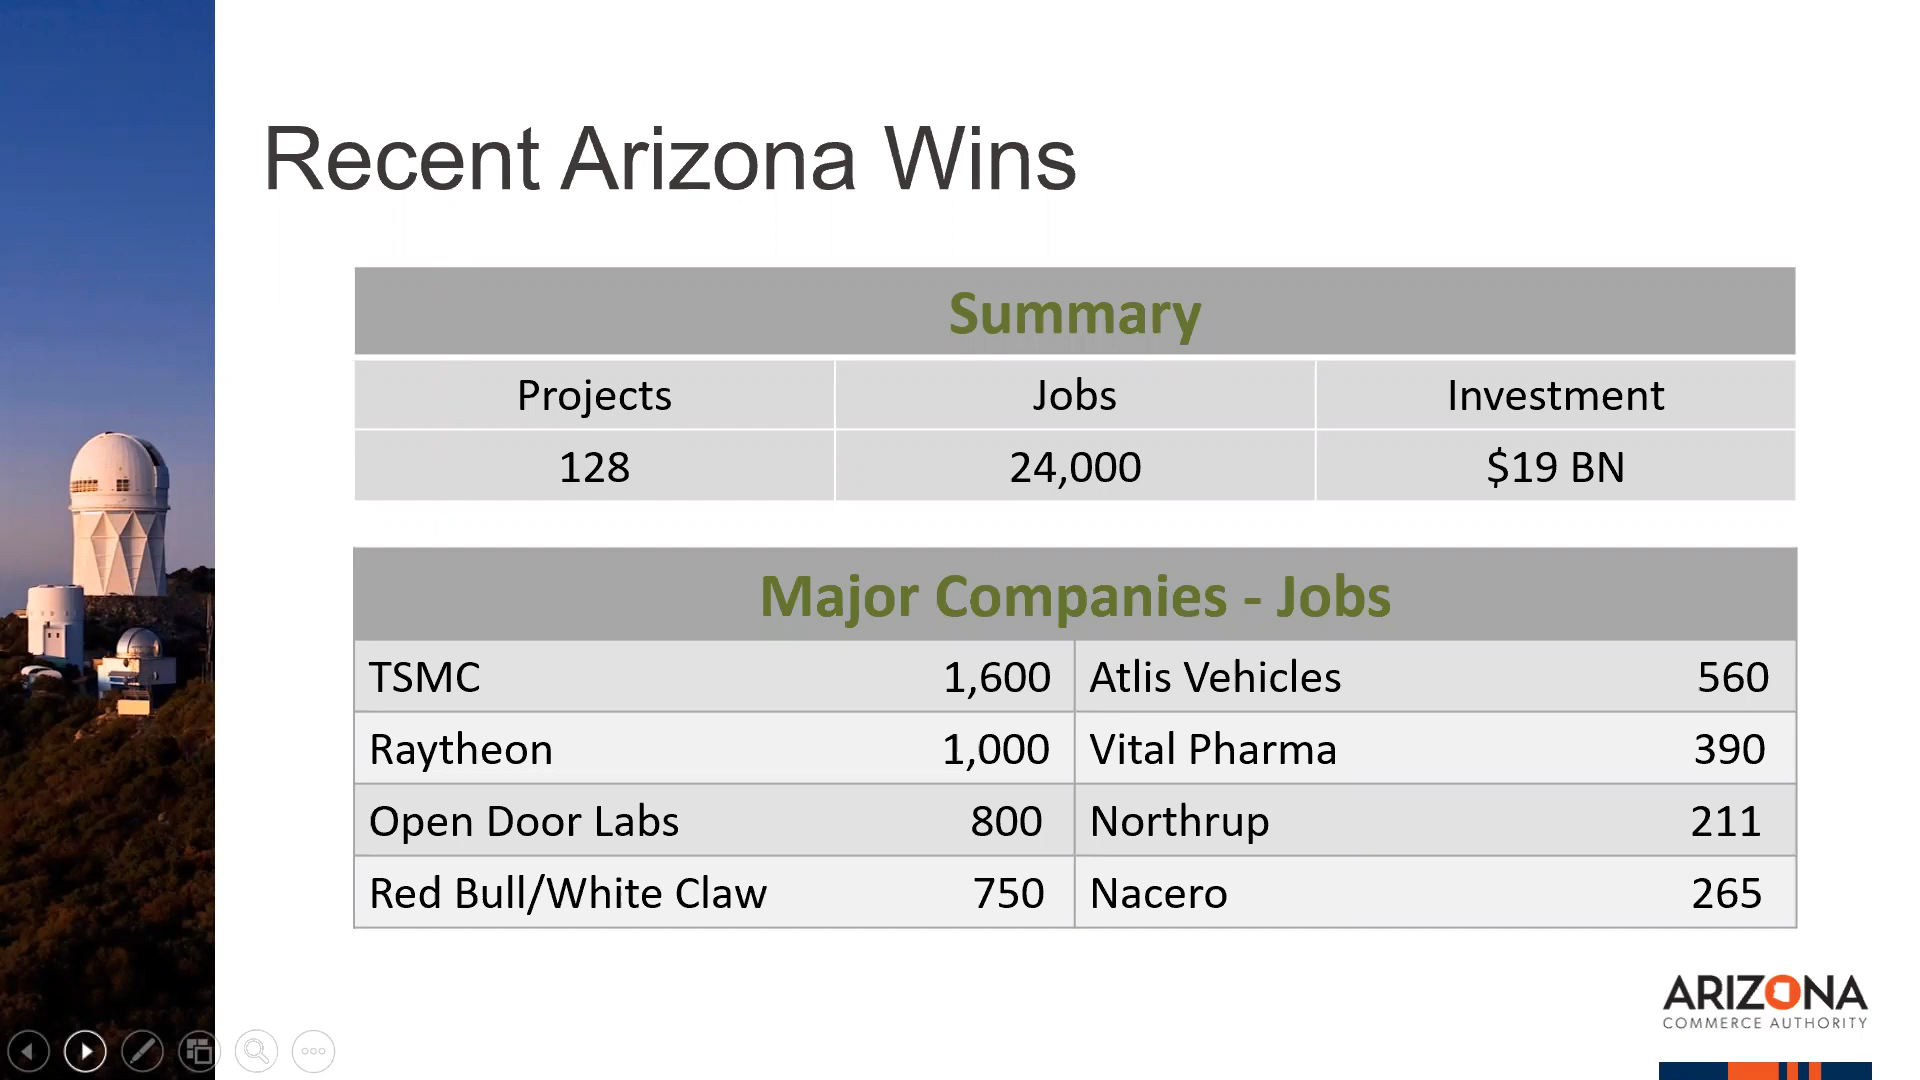 Recent Arizona Wins
Summary
Projects Jobs Investment
128 24,000 $19 BN
Major Companies - Jobs
TSMC 1,600 Atlis Vehicles 560
Raytheon 1,000 Vital Pharma 390
Open Door Labs 800 Northrup 211
Red Bull/White Claw 750 Nacero 265
ARIZONA
COMMERCE AUTHORITY